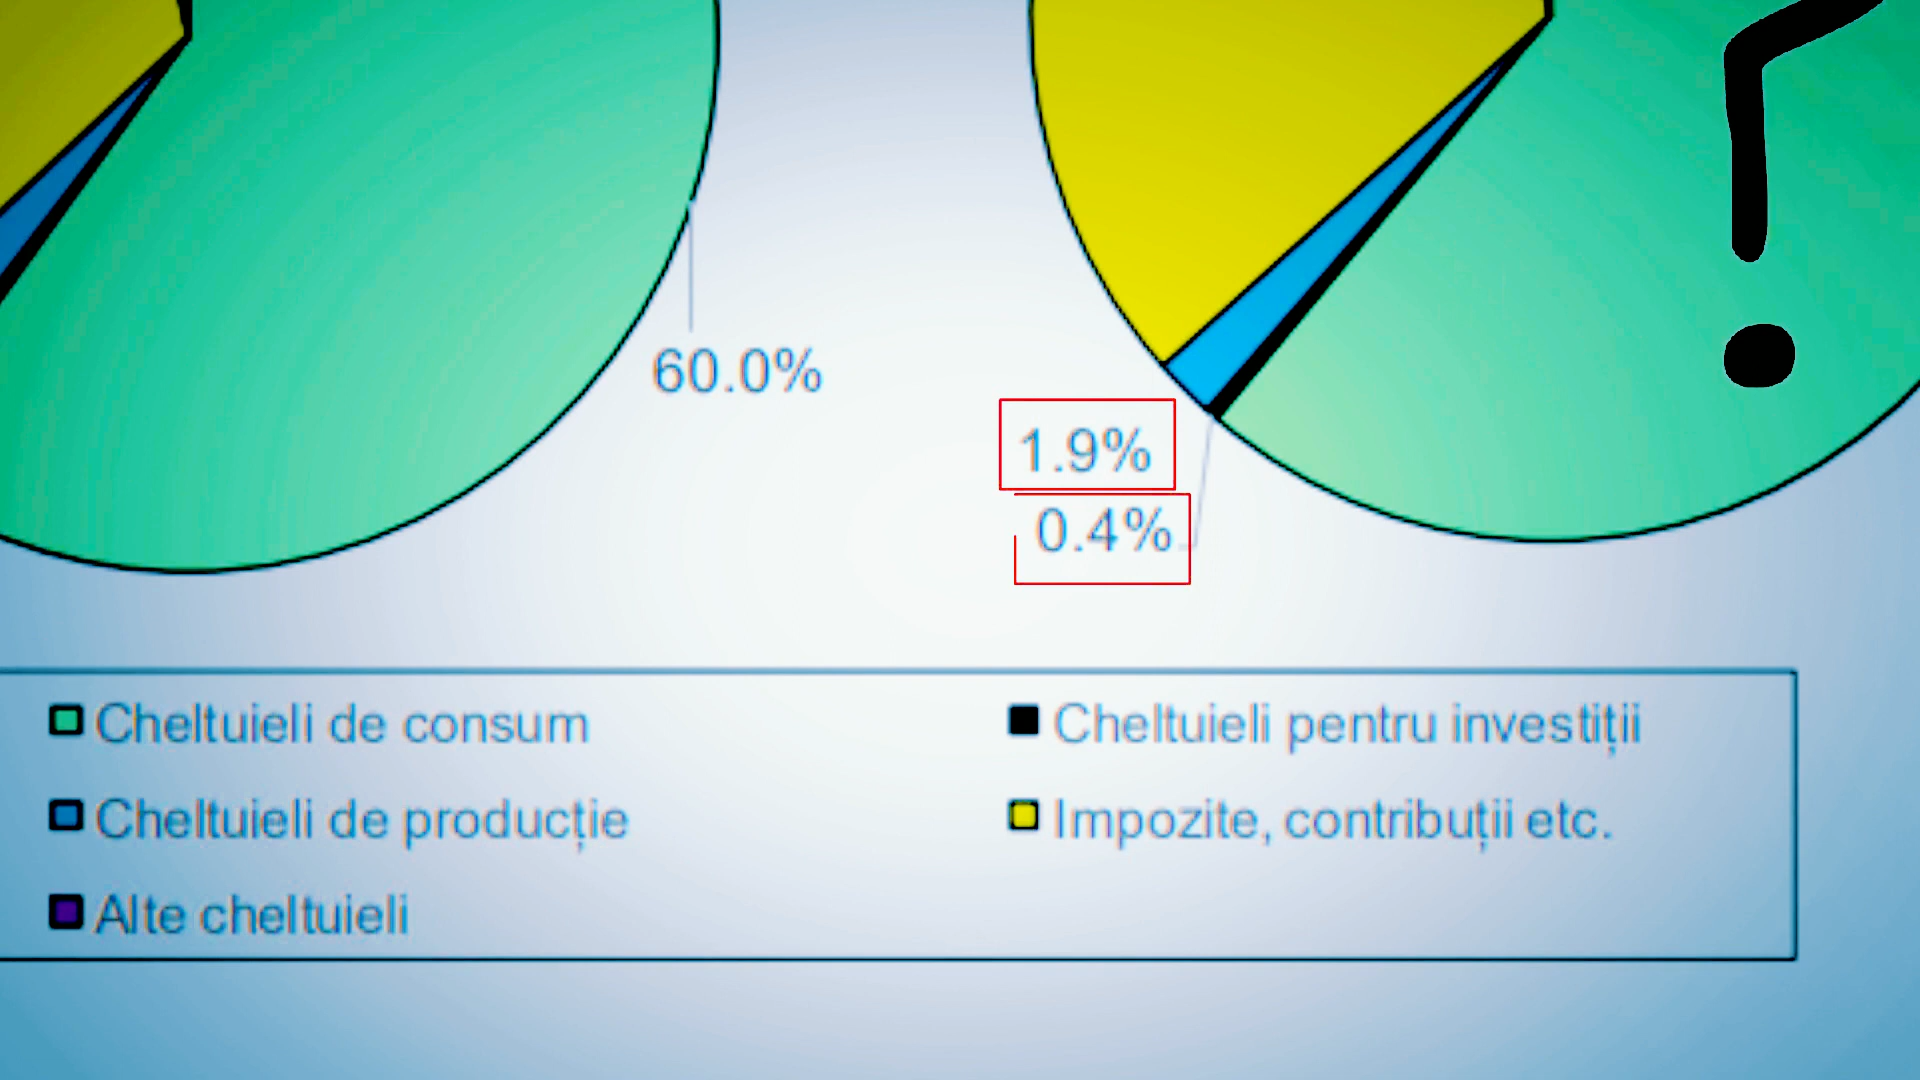 60.0%
1.9%
0.4%
Cheltuieli de consum
Cheltuieli pentru investiții
Cheltuieli de producție
Impozite, contribuții etc.
Alte cheltuieli
?